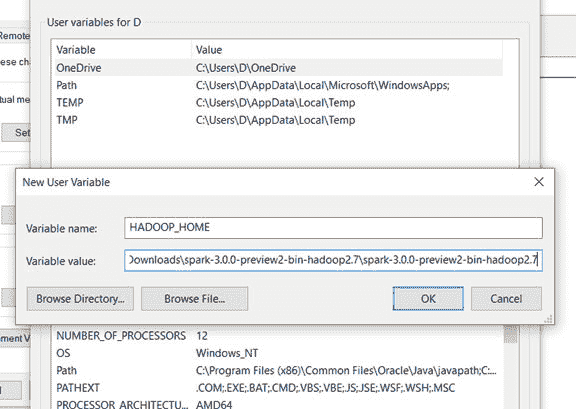 User variables for D
Remote
Variable Value
OneDrive C:\Users\D\OneDrive
ese cha
Path C:\Users\D\AppData\Local\Microsoft\WindowsApps;
TEMP C:\Users\D\AppData\Local\Temp
tual me
TMP C:\Users\D\AppData\Local\Temp
Set
New User Variable
Variable name: HADOOP_HOME
Variable value: Downloads\spark-3.0.0-preview2-bin-hadoop2.7\spark-3.0.0-preview2-bin-hadoop2.7
Browse Directory... Browse File... OK Cancel
NUMBER_OF_PROCESSORS 12
onment V
OS Windows_NT
Path C:\Program Files (x86)\Common Files\Oracle\Java\javapath;C:...
PATHEXT .COM;.EXE;.BAT;.CMD;.VBS;.VBE;.JS;.JSE;.WSF;.WSH;.MSC
PROCESSOR_ARCHITECTU... AMD64